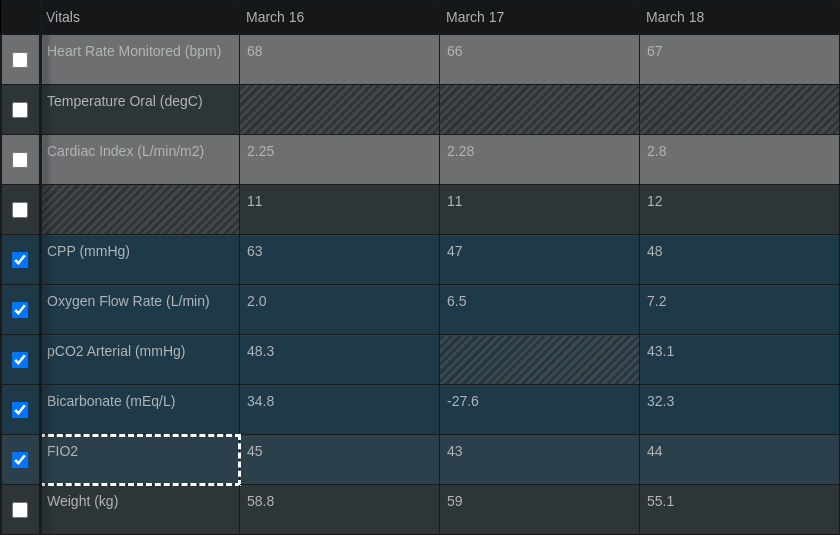 Vitals March 16 March 17 March 18
Heart Rate Monitored (bpm) 68 66 67
Temperature Oral (degC)
Cardiac Index (L/min/m2) 2.25 2.28 2.8
11 11 12
CPP (mmHg) 63 47 48
Oxygen Flow Rate (L/min) 2.0 6.5 7.2
pCO2 Arterial (mmHg) 48.3 43.1
Bicarbonate (mEq/L) 34.8 -27.6 32.3
FIO2 45 43 44
Weight (kg) 58.8 59 55.1